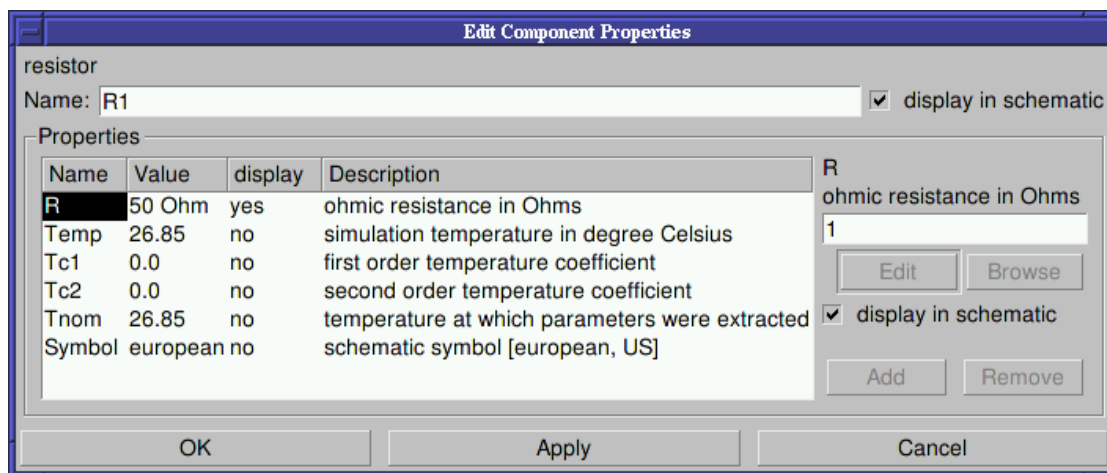 Edit Component Properties
resistor
Name: R1 display in schematic
Properties
Name Value display Description
R 50 Ohm yes ohmic resistance in Ohms
Temp 26.85 no simulation temperature in degree Celsius
Tc1 0.0 no first order temperature coefficient
Tc2 0.0 no second order temperature coefficient
Tnom 26.85 no temperature at which parameters were extracted
Symbol european no schematic symbol [european, US]
R
ohmic resistance in Ohms
1
Edit Browse
display in schematic
Add Remove
OK Apply Cancel